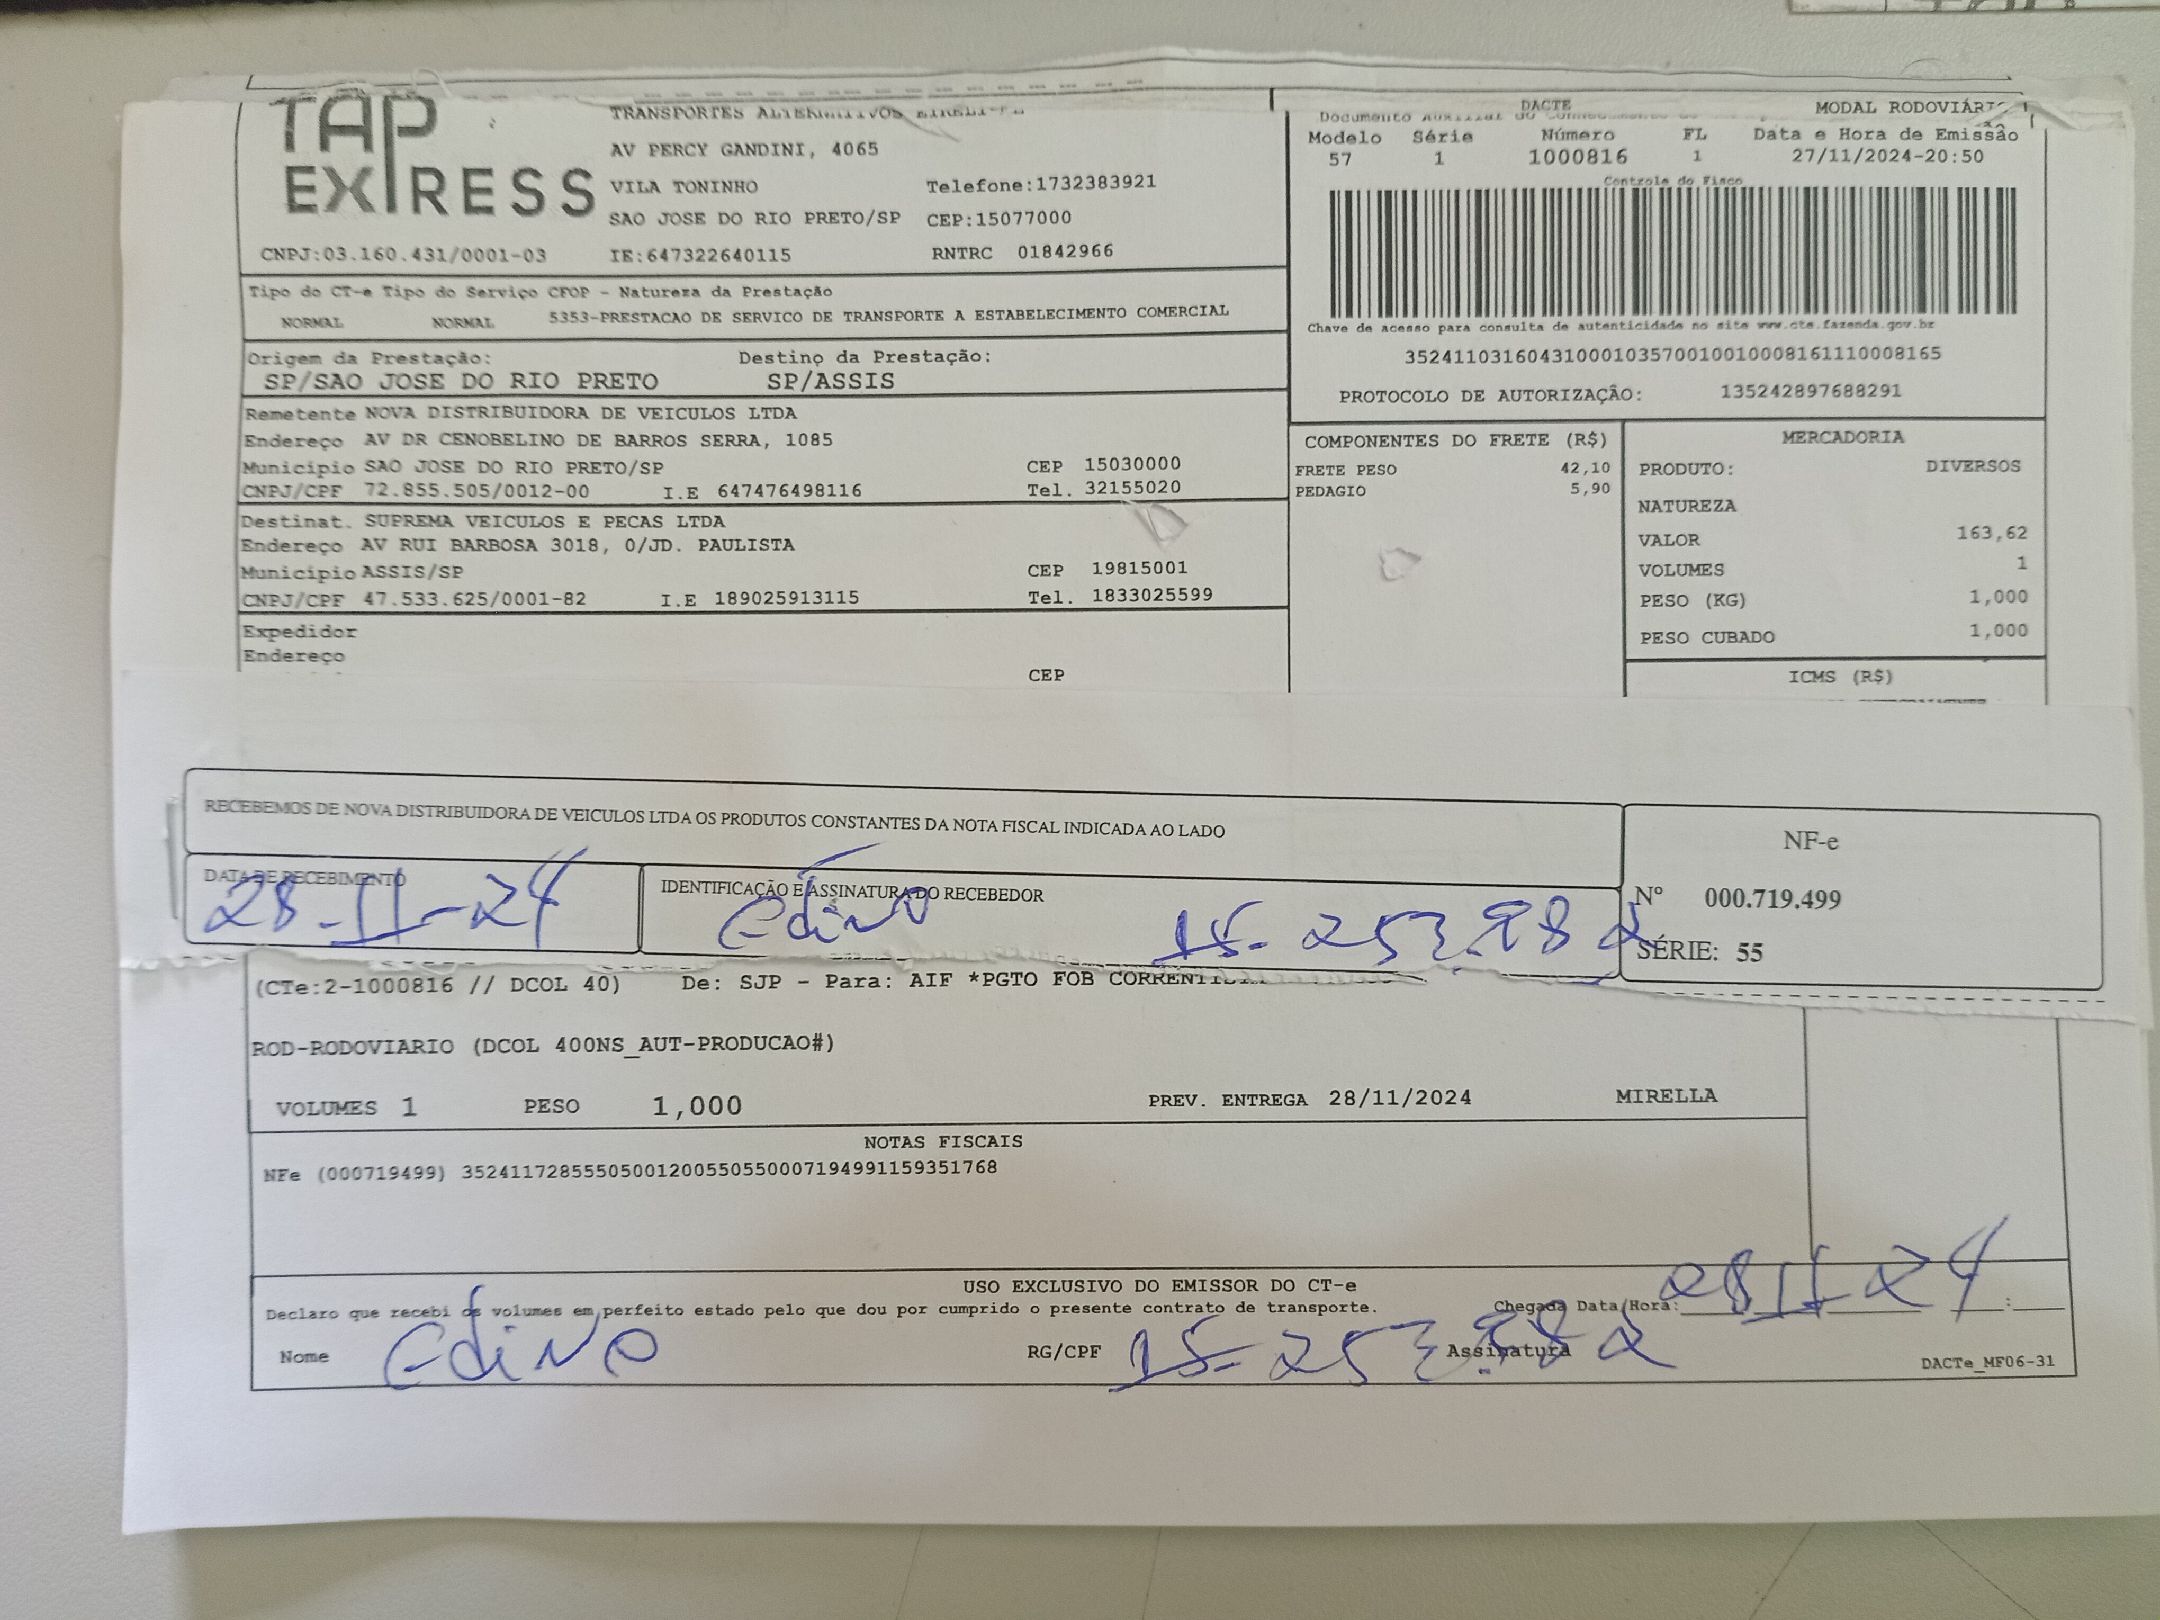 TAP EXPRESS
TRANSPORTES ALTERNATIVOS EIRELI
AV PERCY GANDINI, 4065
VILA TONINHO Telefone:1732383921
SAO JOSE DO RIO PRETO/SP CEP:15077000
CNPJ:03.160.431/0001-03 IE:647322640115 RNTRC 01842966
DACTE MODAL RODOVIÁRIO
Documento Auxiliar do
Modelo Série Número FL Data e Hora de Emissão
57 1 1000816 1 27/11/2024-20:50
Controle do Fisco
Chave de acesso para consulta de autenticidade no site www.cte.fazenda.gov.br
35241103160431000103570010010008161110008165
PROTOCOLO DE AUTORIZAÇÃO: 135242897688291
Tipo do CT-e Tipo do Serviço CFOP - Natureza da Prestação
NORMAL NORMAL 5353-PRESTACAO DE SERVICO DE TRANSPORTE A ESTABELECIMENTO COMERCIAL
Origem da Prestação: Destino da Prestação:
SP/SAO JOSE DO RIO PRETO SP/ASSIS
Remetente NOVA DISTRIBUIDORA DE VEICULOS LTDA
Endereço AV DR CENOBELINO DE BARROS SERRA, 1085
Municipio SAO JOSE DO RIO PRETO/SP CEP 15030000
CNPJ/CPF 72.855.505/0012-00 I.E 647476498116 Tel. 32155020
Destinat. SUPREMA VEICULOS E PECAS LTDA
Endereço AV RUI BARBOSA 3018, 0/JD. PAULISTA
Municipio ASSIS/SP CEP 19815001
CNPJ/CPF 47.533.625/0001-82 I.E 189025913115 Tel. 1833025599
Expedidor
Endereço
CEP
COMPONENTES DO FRETE (R$)
FRETE PESO 42,10
PEDAGIO 5,90
MERCADORIA
PRODUTO: DIVERSOS
NATUREZA
VALOR 163,62
VOLUMES 1
PESO (KG) 1,000
PESO CUBADO 1,000
ICMS (R$)
RECEBEMOS DE NOVA DISTRIBUIDORA DE VEICULOS LTDA OS PRODUTOS CONSTANTES DA NOTA FISCAL INDICADA AO LADO
DATA DE RECEBIMENTO
28-11-24
IDENTIFICAÇÃO E ASSINATURA DO RECEBEDOR
Edino 15-253.982
NF-e
Nº 000.719.499
SÉRIE: 55
(CTe:2-1000816 // DCOL 40) De: SJP - Para: AIF *PGTO FOB
ROD-RODOVIARIO (DCOL 400NS_AUT-PRODUCAO#)
VOLUMES 1 PESO 1,000 PREV. ENTREGA 28/11/2024 MIRELLA
NOTAS FISCAIS
NFe (000719499) 35241172855505001200550550007194991159351768
USO EXCLUSIVO DO EMISSOR DO CT-e
Declaro que recebi os volumes em perfeito estado pelo que dou por cumprido o presente contrato de transporte. Chegada Data/Hora: 28 11-24 :
Nome Edino RG/CPF 15-253.982 Assinatura
DACTe_MF06-31